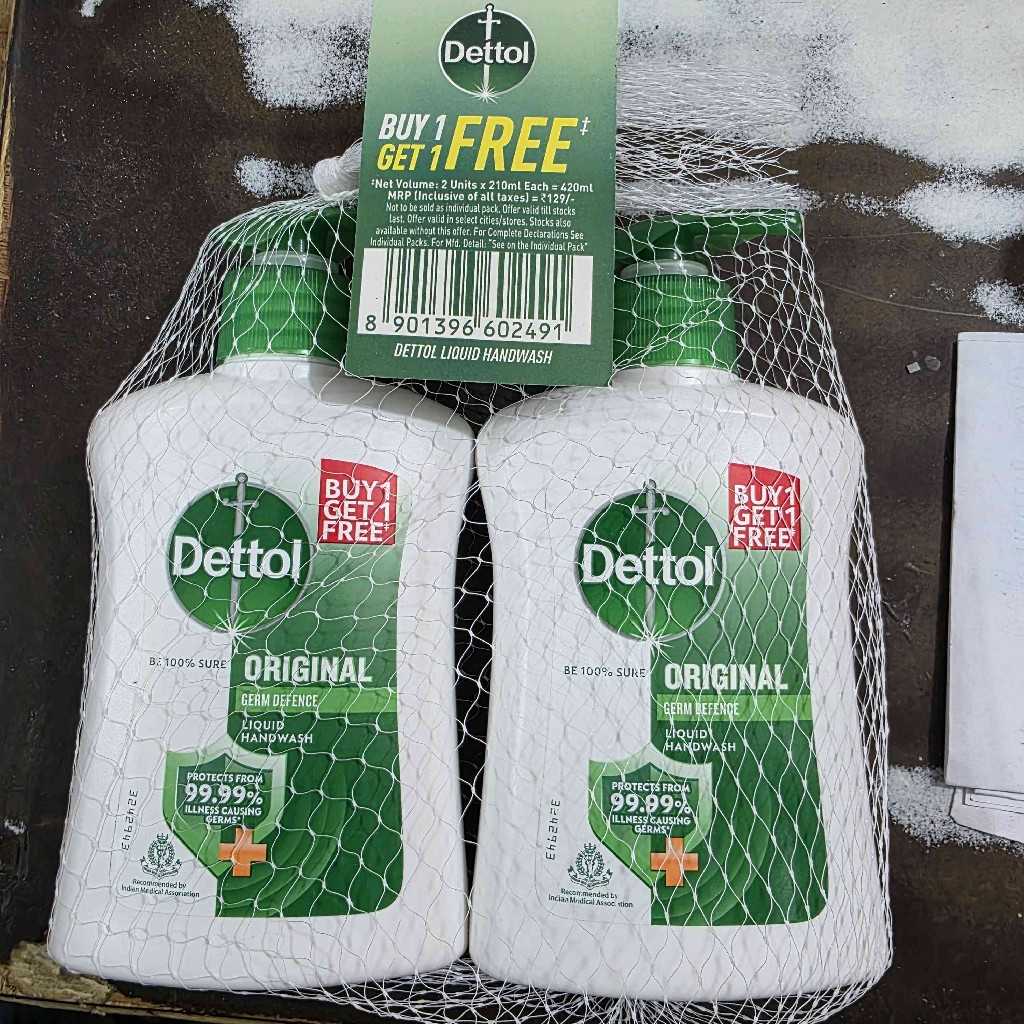 Dettol
BUY 1
GET 1 FREE‡
‡Net Volume: 2 Units x 210ml Each = 420ml
MRP (Inclusive of all taxes) = ₹129/-
Not to be sold as individual pack. Offer valid till stocks
last. Offer valid in select cities/stores. Stocks also
available without this offer. For Complete Declarations See
Individual Packs. For Mfd. Detail: "See on the Individual Pack"
8 901396 602491
DETTOL LIQUID HANDWASH
BUY 1
GET 1
FREE‡
Dettol
BE 100% SURE
ORIGINAL
GERM DEFENCE
LIQUID
HANDWASH
PROTECTS FROM
99.99%
ILLNESS CAUSING
GERMS*
Recommended by
Indian Medical Association
BUY 1
GET 1
FREE‡
Dettol
BE 100% SURE
ORIGINAL
GERM DEFENCE
LIQUID
HANDWASH
PROTECTS FROM
99.99%
ILLNESS CAUSING
GERMS*
Recommended by
Indian Medical Association